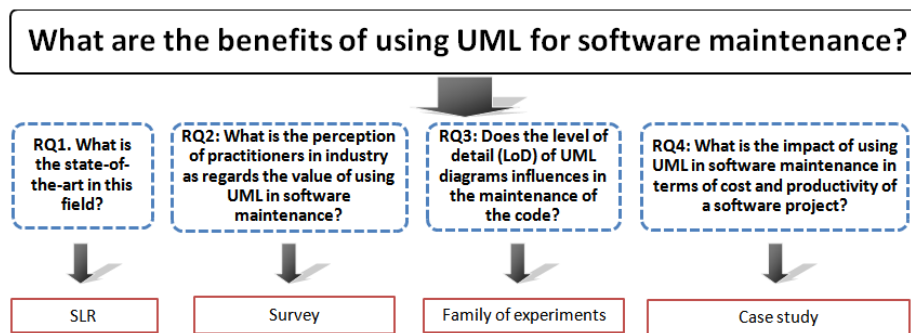 What are the benefits of using UML for software maintenance?
RQ1. What is
the state-of-
the-art in this
field?
RQ2: What is the perception
of practitioners in industry
as regards the value of using
UML in software
maintenance?
RQ3: Does the level of
detail (LoD) of UML
diagrams influences in
the maintenance of
the code?
RQ4: What is the impact of using
UML in software maintenance in
terms of cost and productivity of
a software project?
SLR
Survey
Family of experiments
Case study